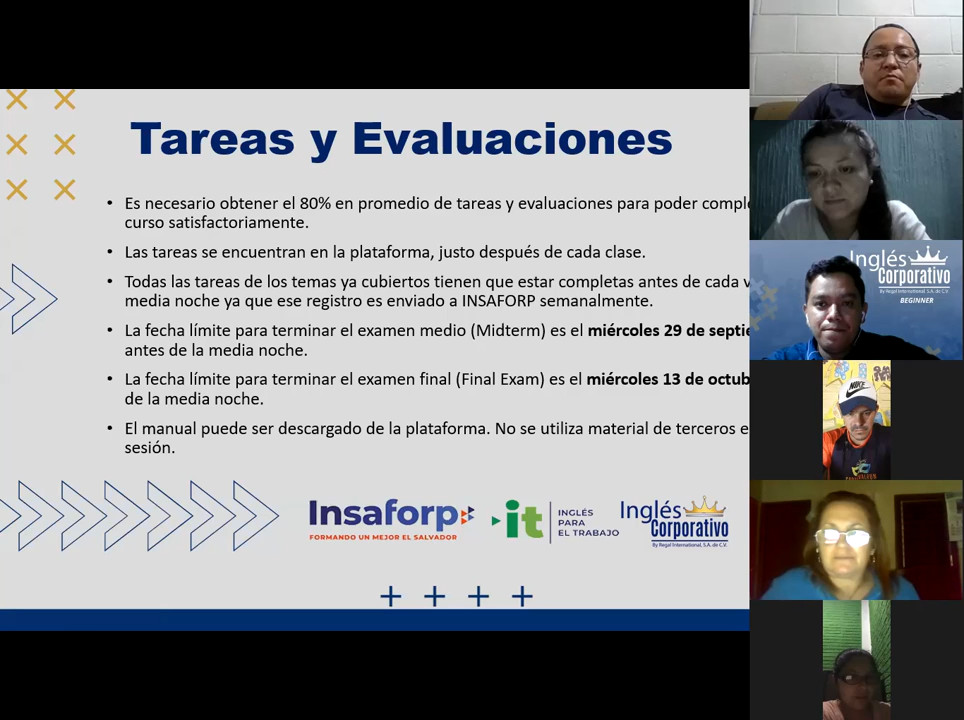 Tareas y Evaluaciones
• Es necesario obtener el 80% en promedio de tareas y evaluaciones para poder
curso satisfactoriamente.
• Las tareas se encuentran en la plataforma, justo después de cada clase.
• Todas las tareas de los temas ya cubiertos tienen que estar completas antes de cada
media noche ya que ese registro es enviado a INSAFORP semanalmente.
• La fecha límite para terminar el examen medio (Midterm) es el miércoles 29 de
antes de la media noche.
• La fecha límite para terminar el examen final (Final Exam) es el miércoles 13 de
de la media noche.
• El manual puede ser descargado de la plataforma. No se utiliza material de terceros
sesión.
Insaforp
FORMANDO UN MEJOR EL SALVADOR
it
INGLÉS
PARA
EL TRABAJO
Inglés
Corporativo
By Regal International, S.A. de C.V.
Inglés
Corporativo
By Regal International, S.A. de C.V.
BEGINNER
NIKE